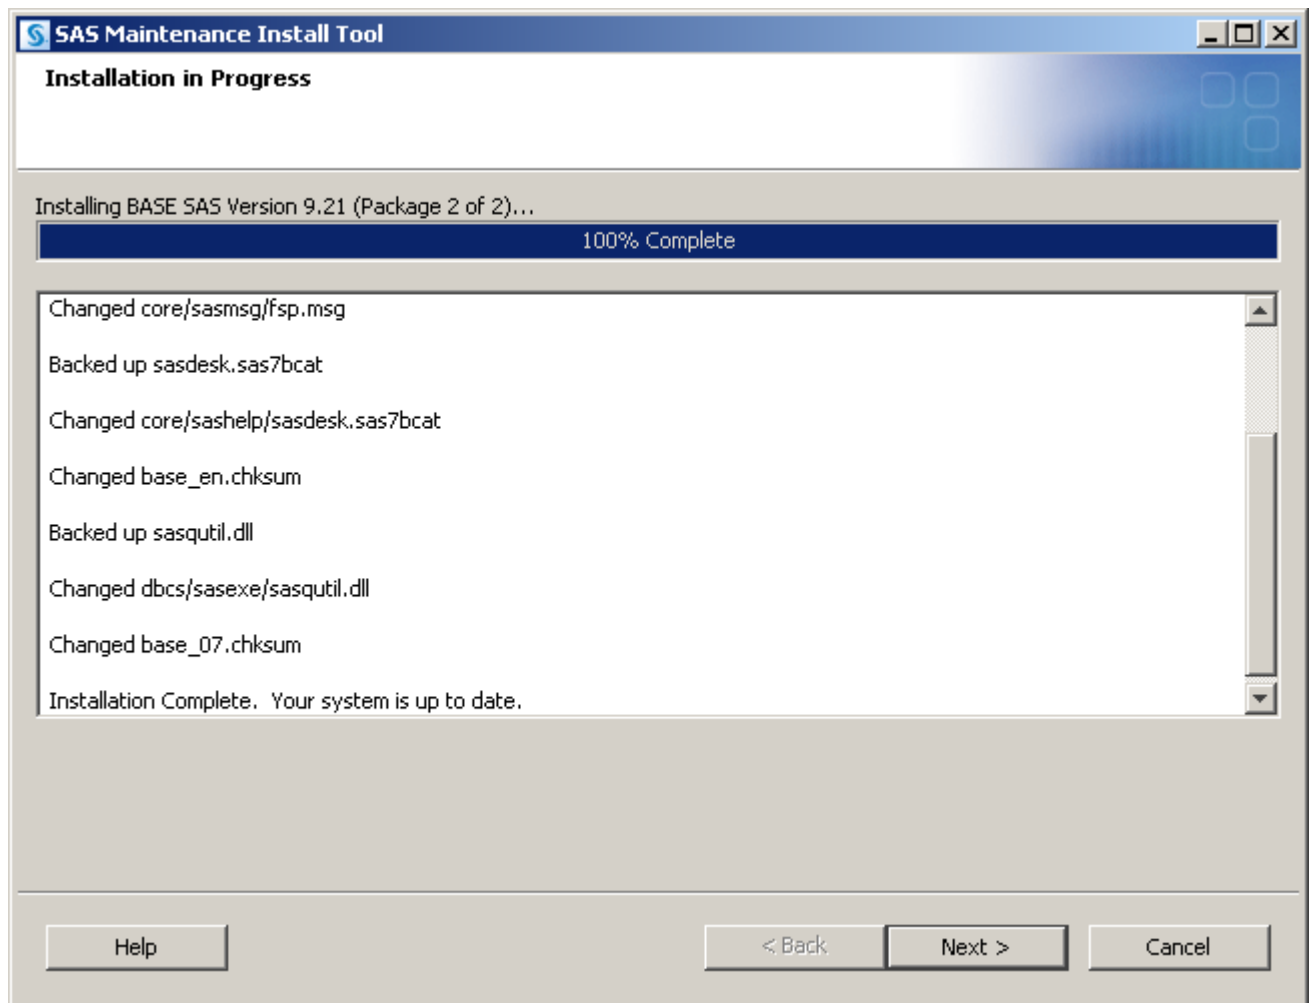 SAS Maintenance Install Tool
Installation in Progress
Installing BASE SAS Version 9.21 (Package 2 of 2)...
100% Complete
Changed core/sasmsg/fsp.msg
Backed up sasdesk.sas7bcat
Changed core/sashelp/sasdesk.sas7bcat
Changed base_en.chksum
Backed up sasqutil.dll
Changed dbcs/sasexe/sasqutil.dll
Changed base_07.chksum
Installation Complete.  Your system is up to date.
Help
< Back
Next >
Cancel